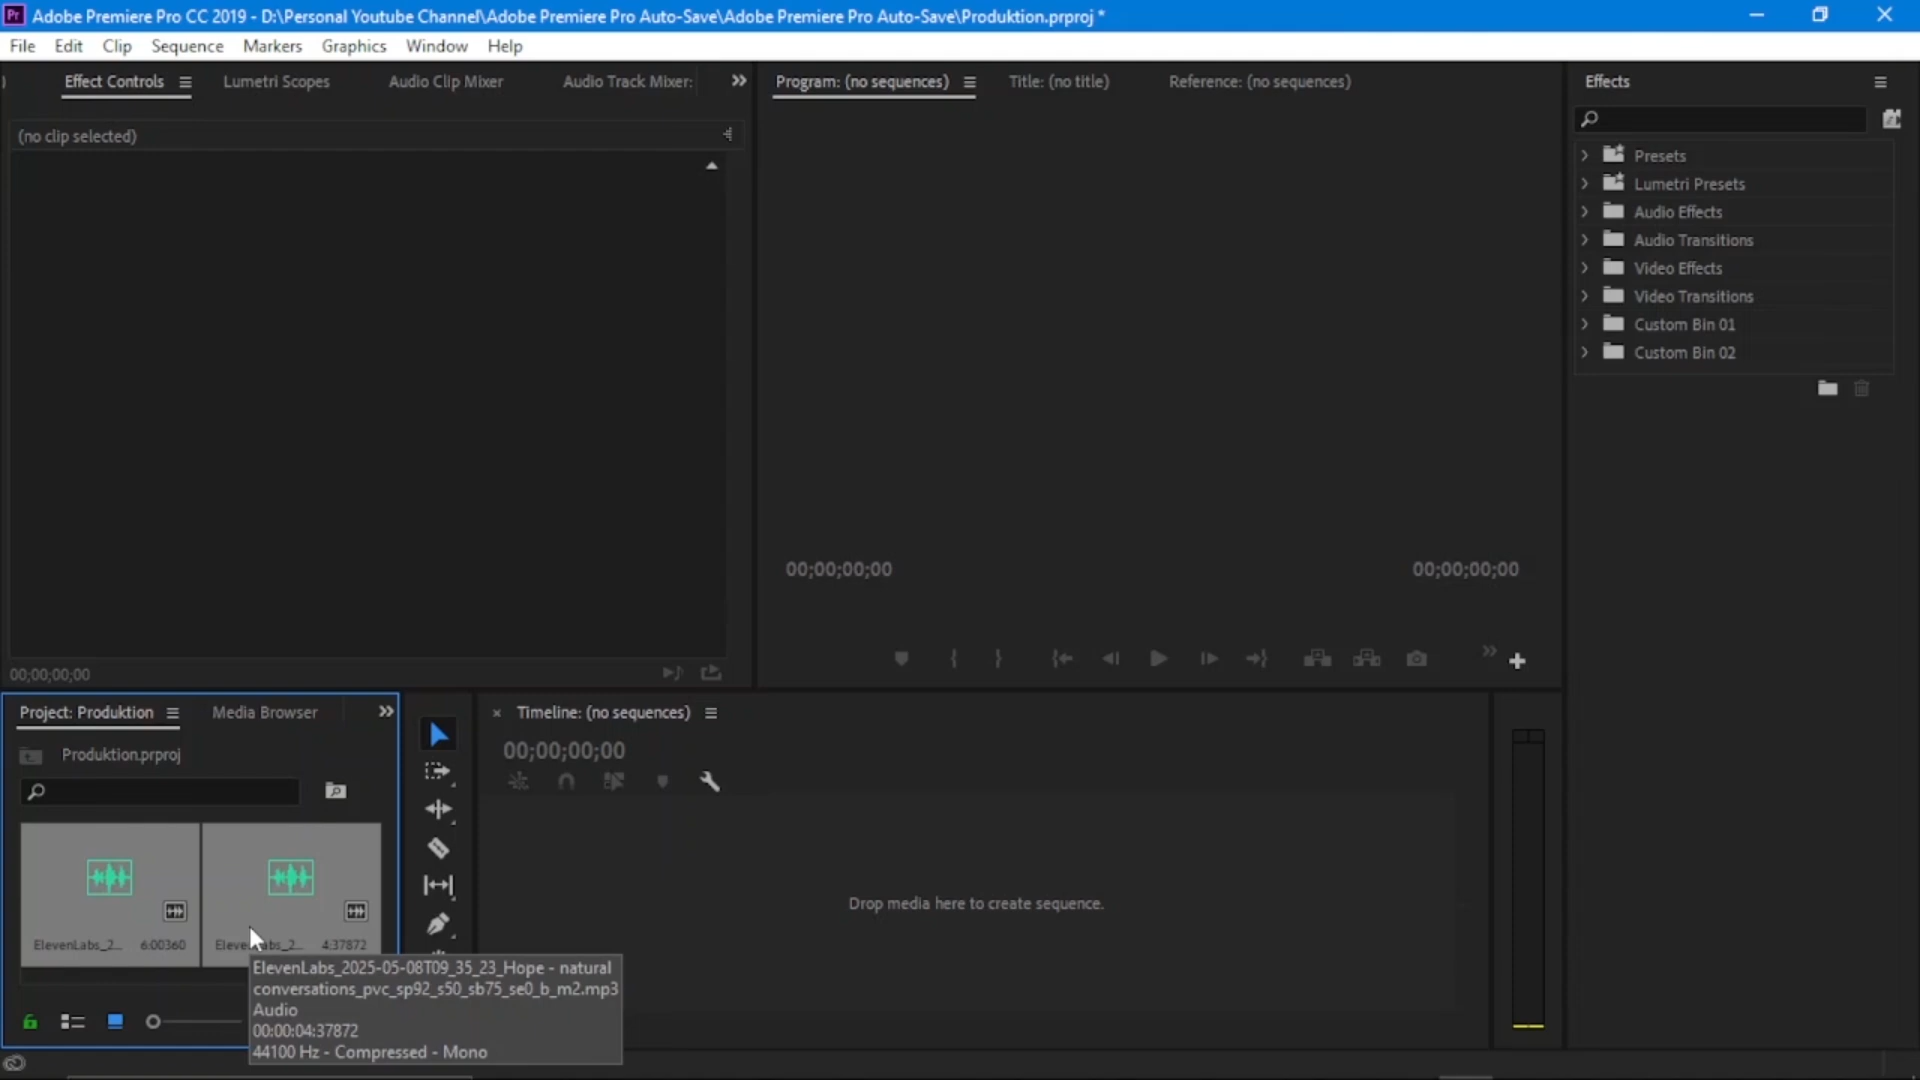 Adobe Premiere Pro CC 2019 - D:\Personal Youtube Channel\Adobe Premiere Pro Auto-Save\Adobe Premiere Pro Auto-Save\Produktion.prproj *
File Edit Clip Sequence Markers Graphics Window Help
Effect Controls Lumetri Scopes Audio Clip Mixer Audio Track Mixer:
Program: (no sequences) Title: (no title) Reference: (no sequences)
Effects
(no clip selected)
Presets
Lumetri Presets
Audio Effects
Audio Transitions
Video Effects
Video Transitions
Custom Bin 01
Custom Bin 02
00;00;00;00 00;00;00;00
00;00;00;00
Project: Produktion Media Browser
Timeline: (no sequences)
00;00;00;00
Produktion.prproj
Drop media here to create sequence.
ElevenLabs_2... 6:00360
4:37872
ElevenLabs_2025-05-08T09_35_23_Hope - natural
conversations_pvc_sp92_s50_sb75_se0_b_m2.mp3
Audio
00:00:04:37872
44100 Hz - Compressed - Mono